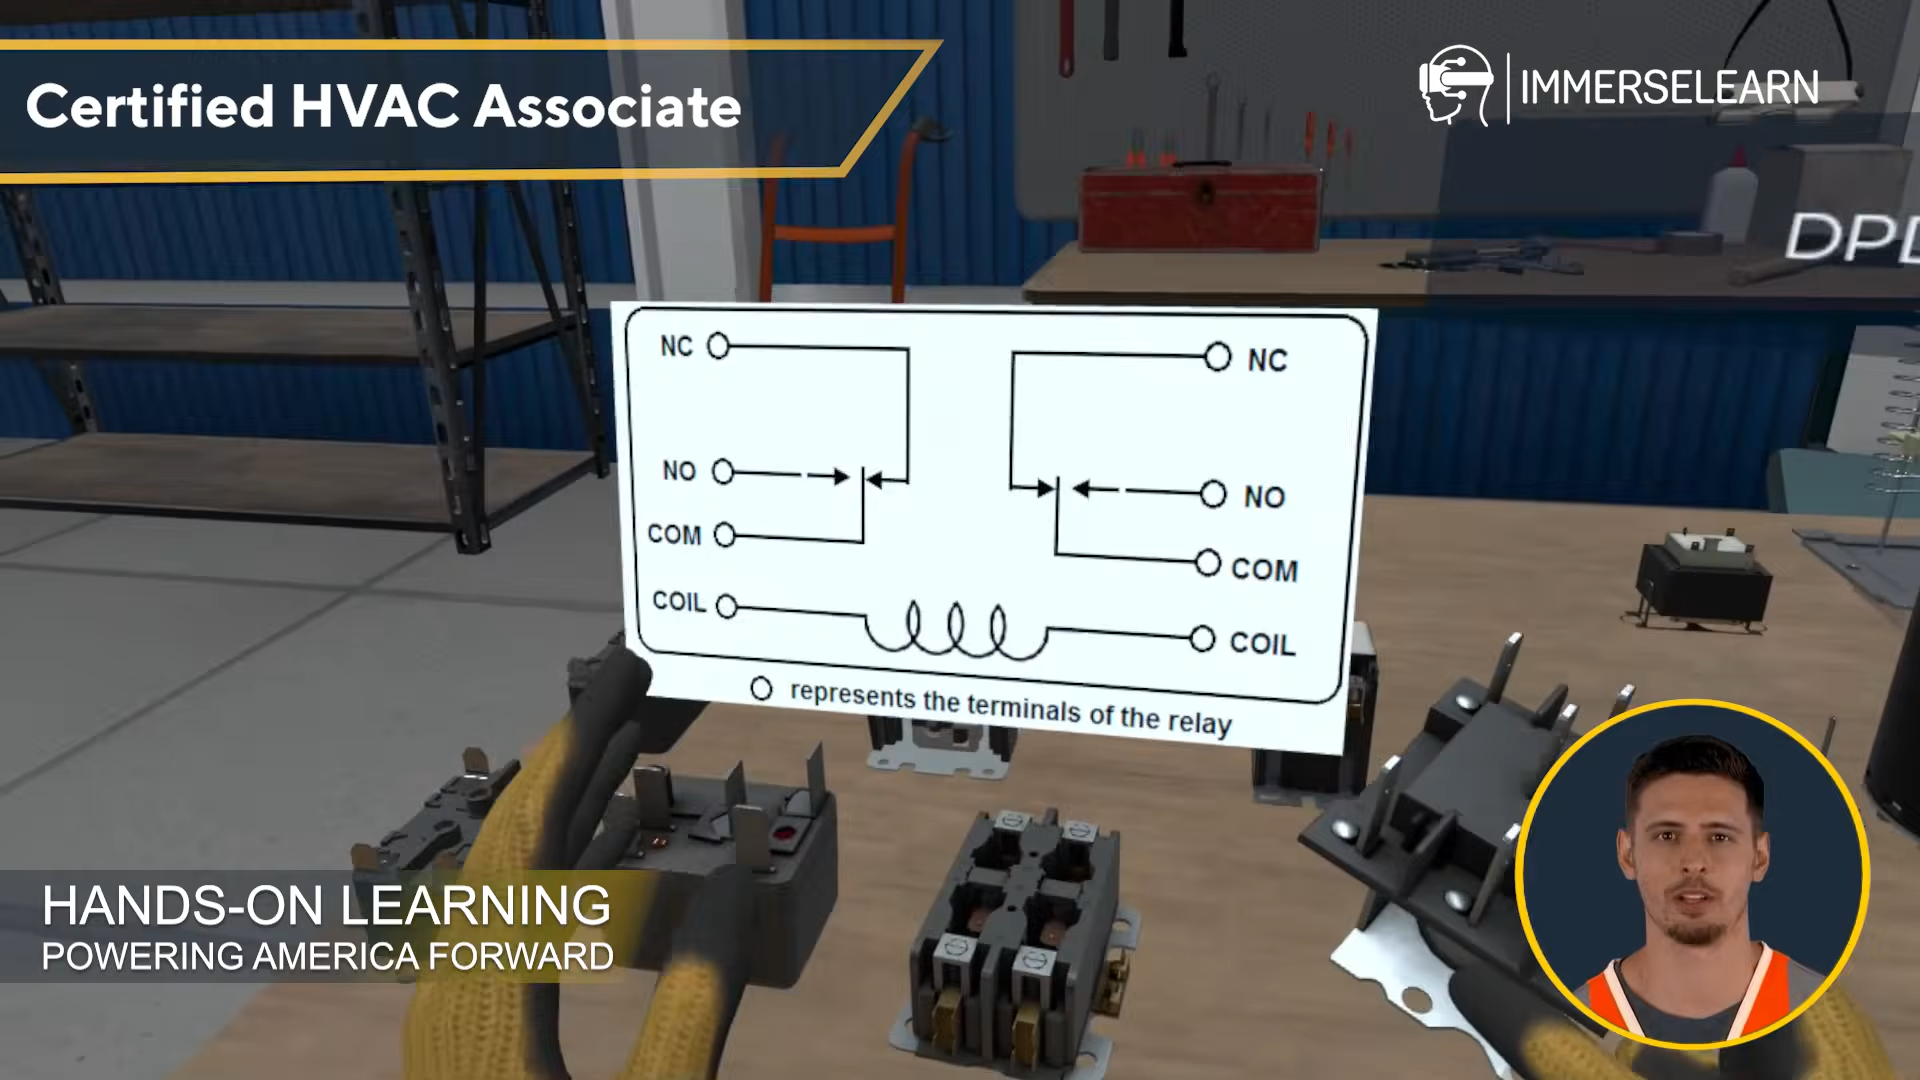 Certified HVAC Associate
IMMERSELEARN
NC
NC
NO
NO
COM
COM
COIL
COIL
represents the terminals of the relay
HANDS-ON LEARNING
POWERING AMERICA FORWARD